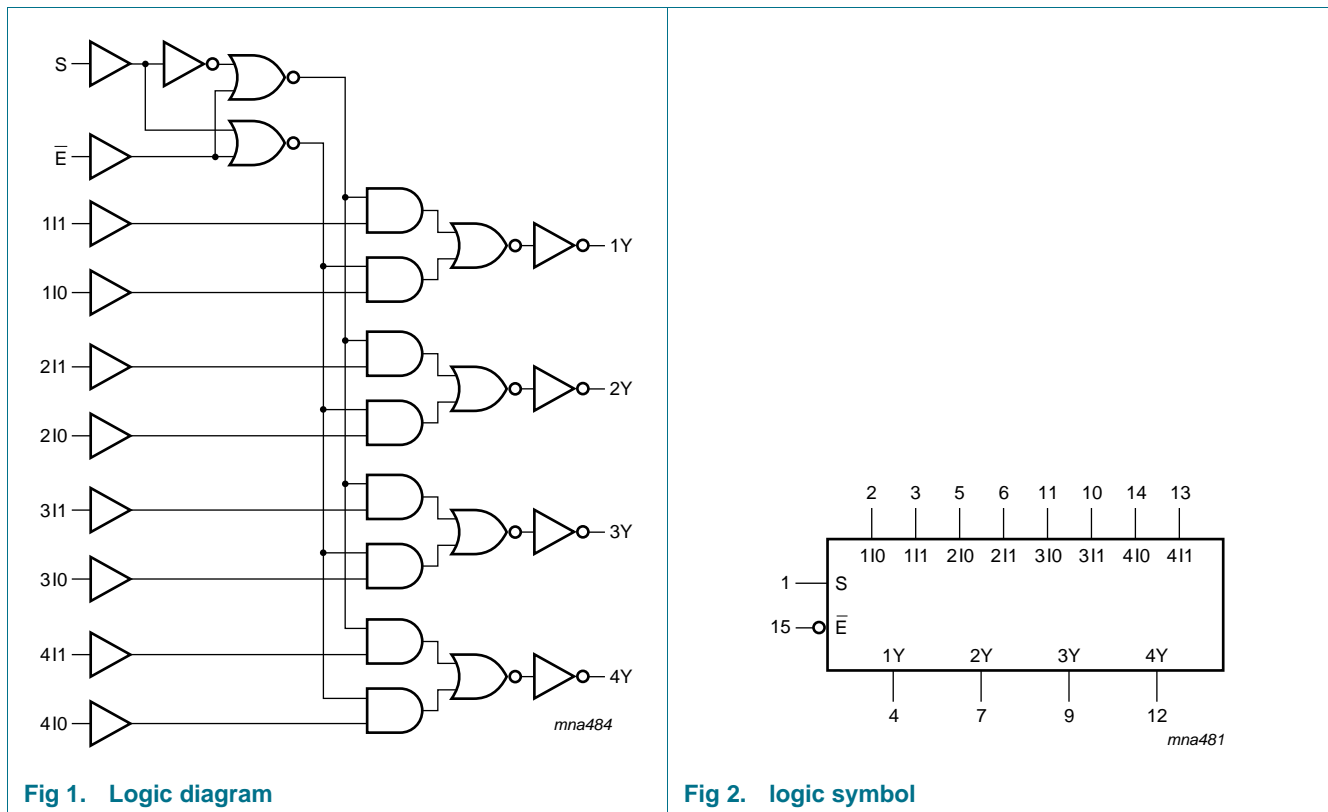 S
E̅
1I1
1I0
2I1
2I0
3I1
3I0
4I1
4I0
1Y
2Y
3Y
4Y
mna484
Fig 1. Logic diagram
2 3 5 6 11 10 14 13
1I0 1I1 2I0 2I1 3I0 3I1 4I0 4I1
1 S
15 E̅
1Y 2Y 3Y 4Y
4 7 9 12
mna481
Fig 2. logic symbol